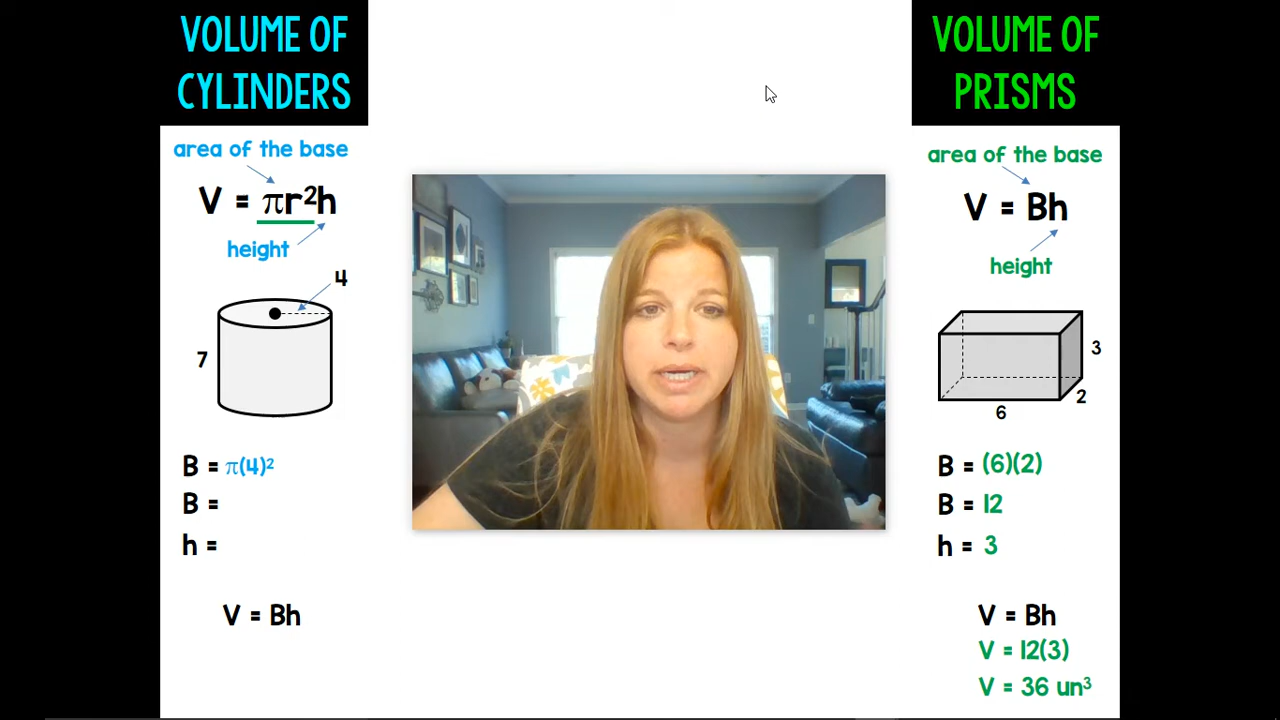 VOLUME OF
CYLINDERS
area of the base
V = πr²h
height
4
7
B = π(4)²
B =
h =
V = Bh
VOLUME OF
PRISMS
area of the base
V = Bh
height
3
2
6
B = (6)(2)
B = 12
h = 3
V = Bh
V = 12(3)
V = 36 un³